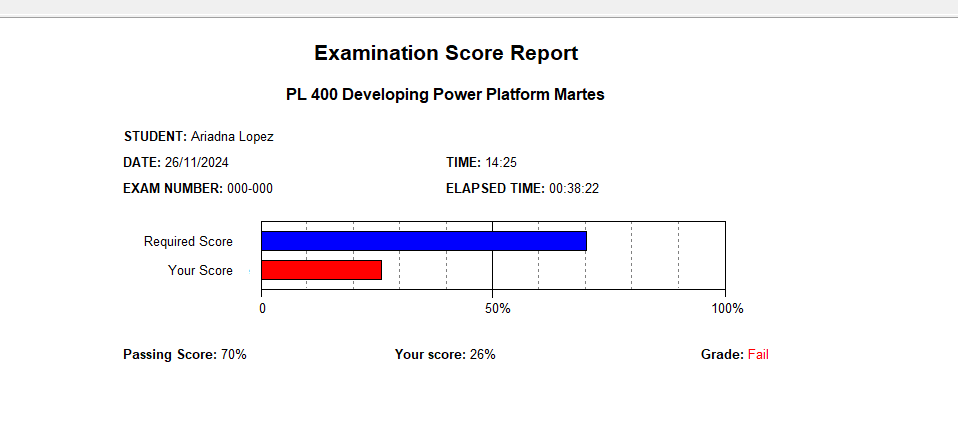 Examination Score Report
PL 400 Developing Power Platform Martes
STUDENT: Ariadna Lopez
DATE: 26/11/2024 TIME: 14:25
EXAM NUMBER: 000-000 ELAPSED TIME: 00:38:22
Required Score
Your Score
0 50% 100%
Passing Score: 70% Your score: 26% Grade: Fail